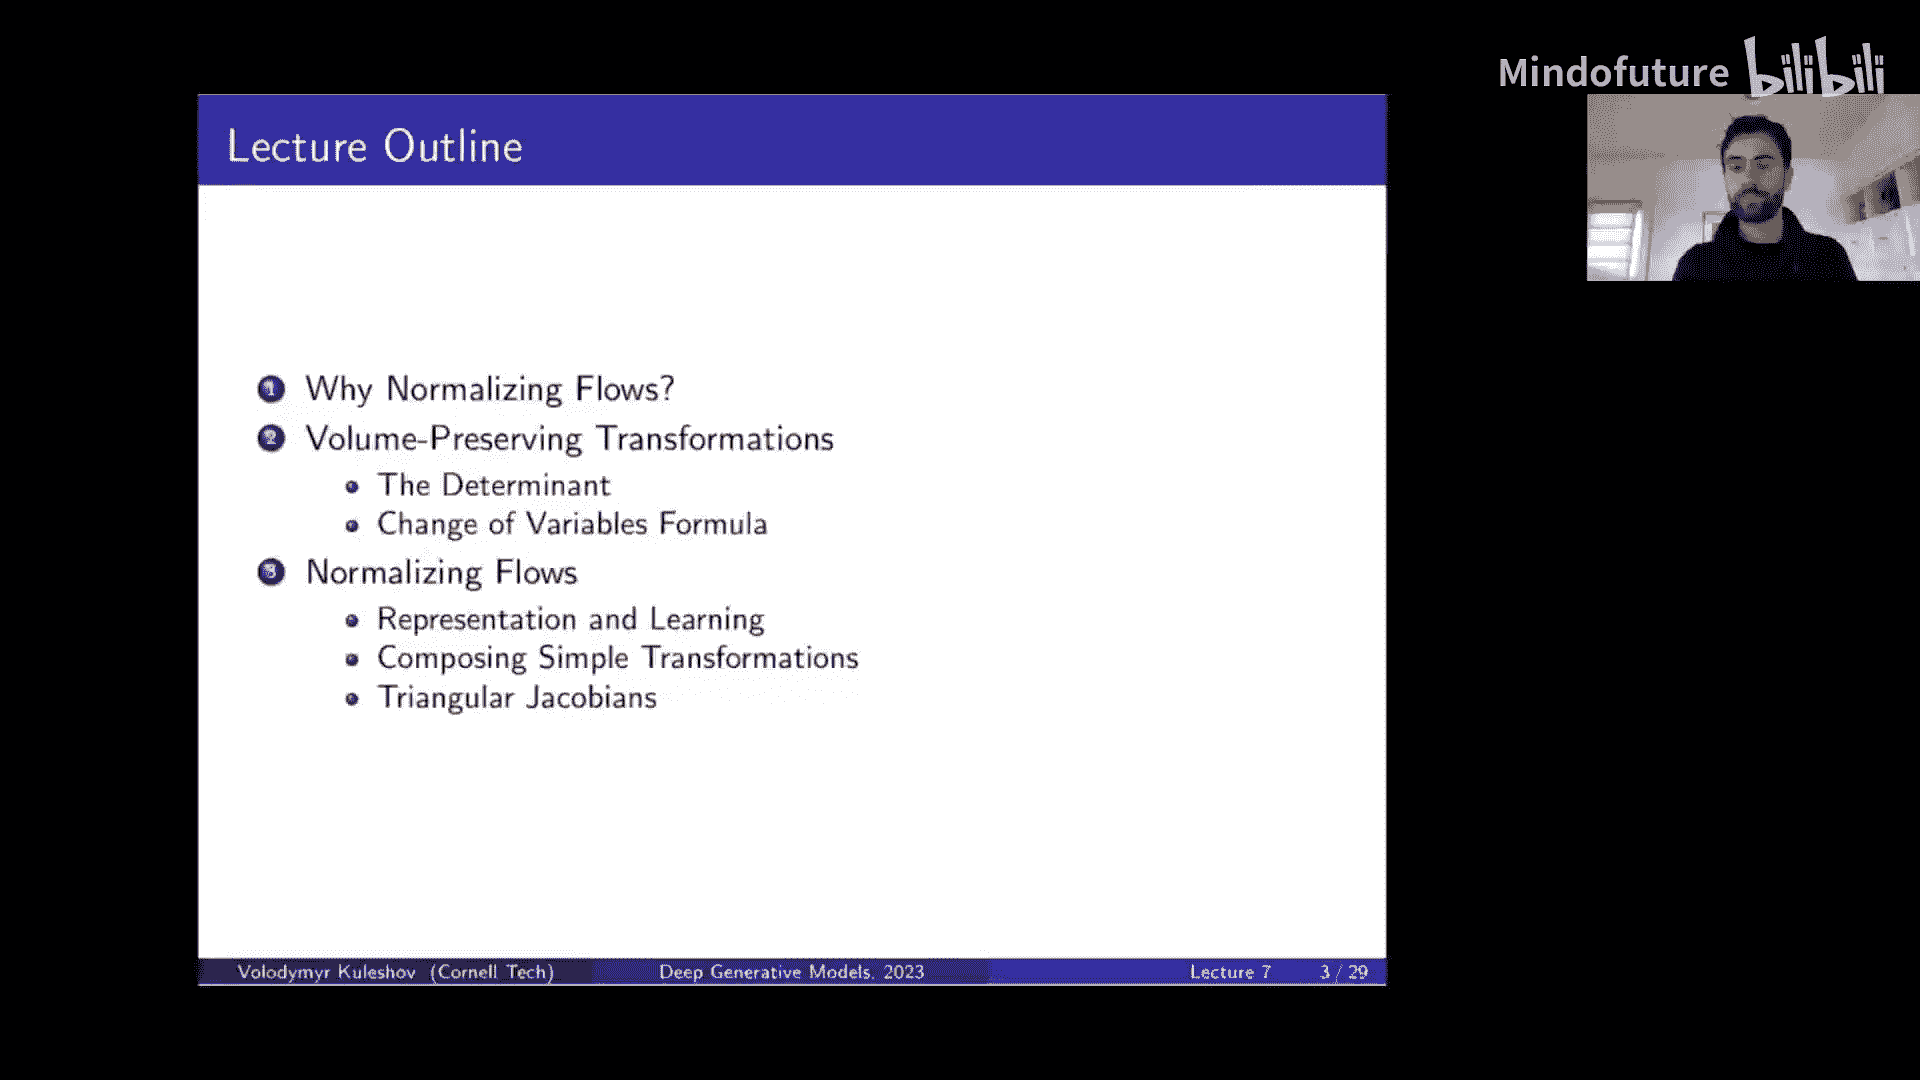 Mindofuture bilibili
Lecture Outline
1 Why Normalizing Flows?
2 Volume-Preserving Transformations
• The Determinant
• Change of Variables Formula
3 Normalizing Flows
• Representation and Learning
• Composing Simple Transformations
• Triangular Jacobians
Volodymyr Kuleshov (Cornell Tech) Deep Generative Models, 2023 Lecture 7 3 / 29